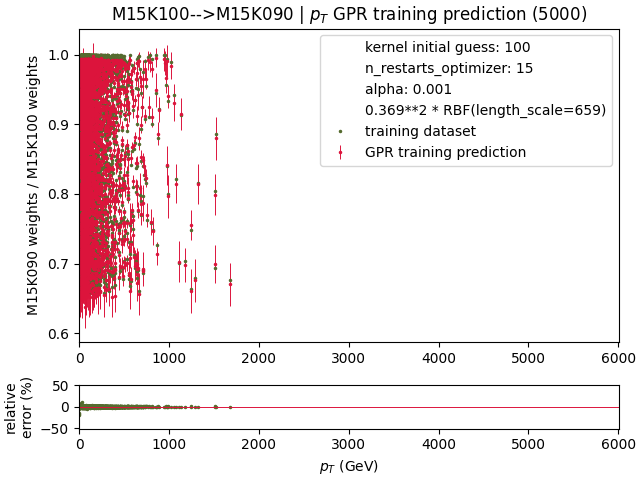 M15K100-->M15K090 | pT GPR training prediction (5000)
M15K090 weights / M15K100 weights
1.0
0.9
0.8
0.7
0.6
kernel initial guess: 100
n_restarts_optimizer: 15
alpha: 0.001
0.369**2 * RBF(length_scale=659)
training dataset
GPR training prediction
0 1000 2000 3000 4000 5000 6000
relative
error (%)
50
0
−50
0 1000 2000 3000 4000 5000 6000
pT (GeV)